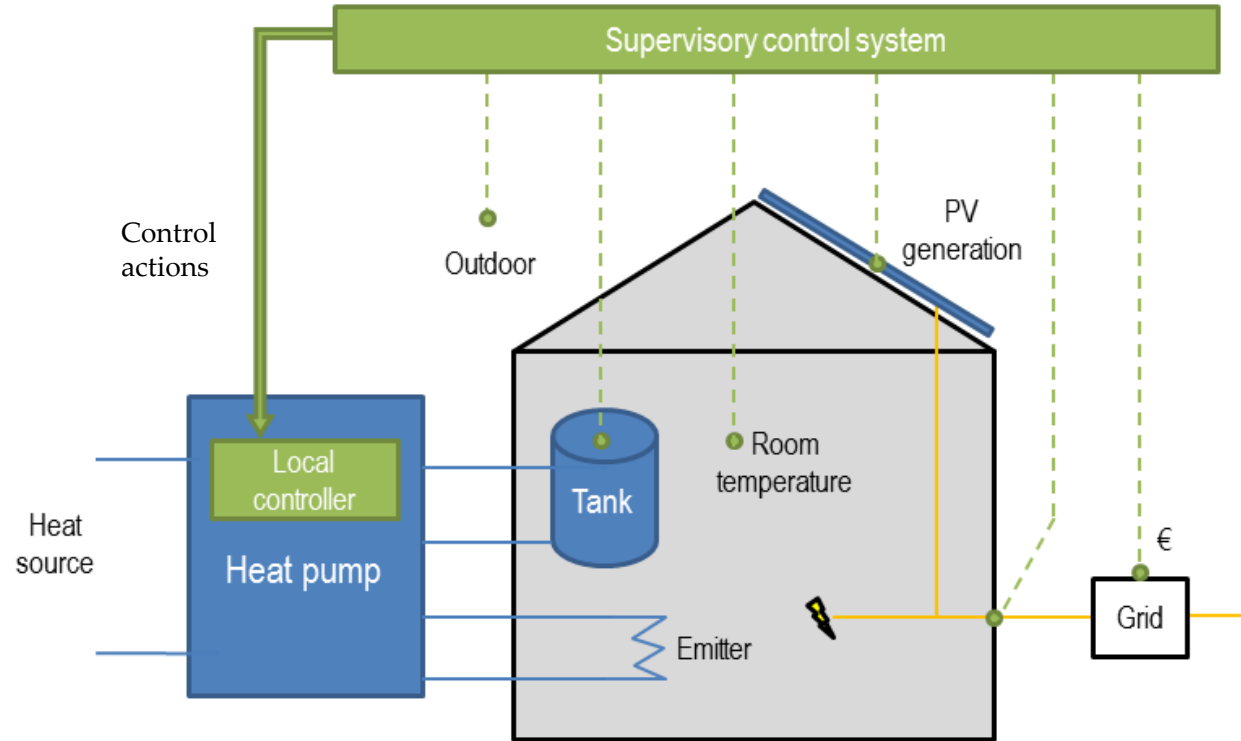 Supervisory control system
Control
actions
Outdoor
PV
generation
Local
controller
Heat pump
Heat
source
Tank
Room
temperature
Emitter
€
Grid